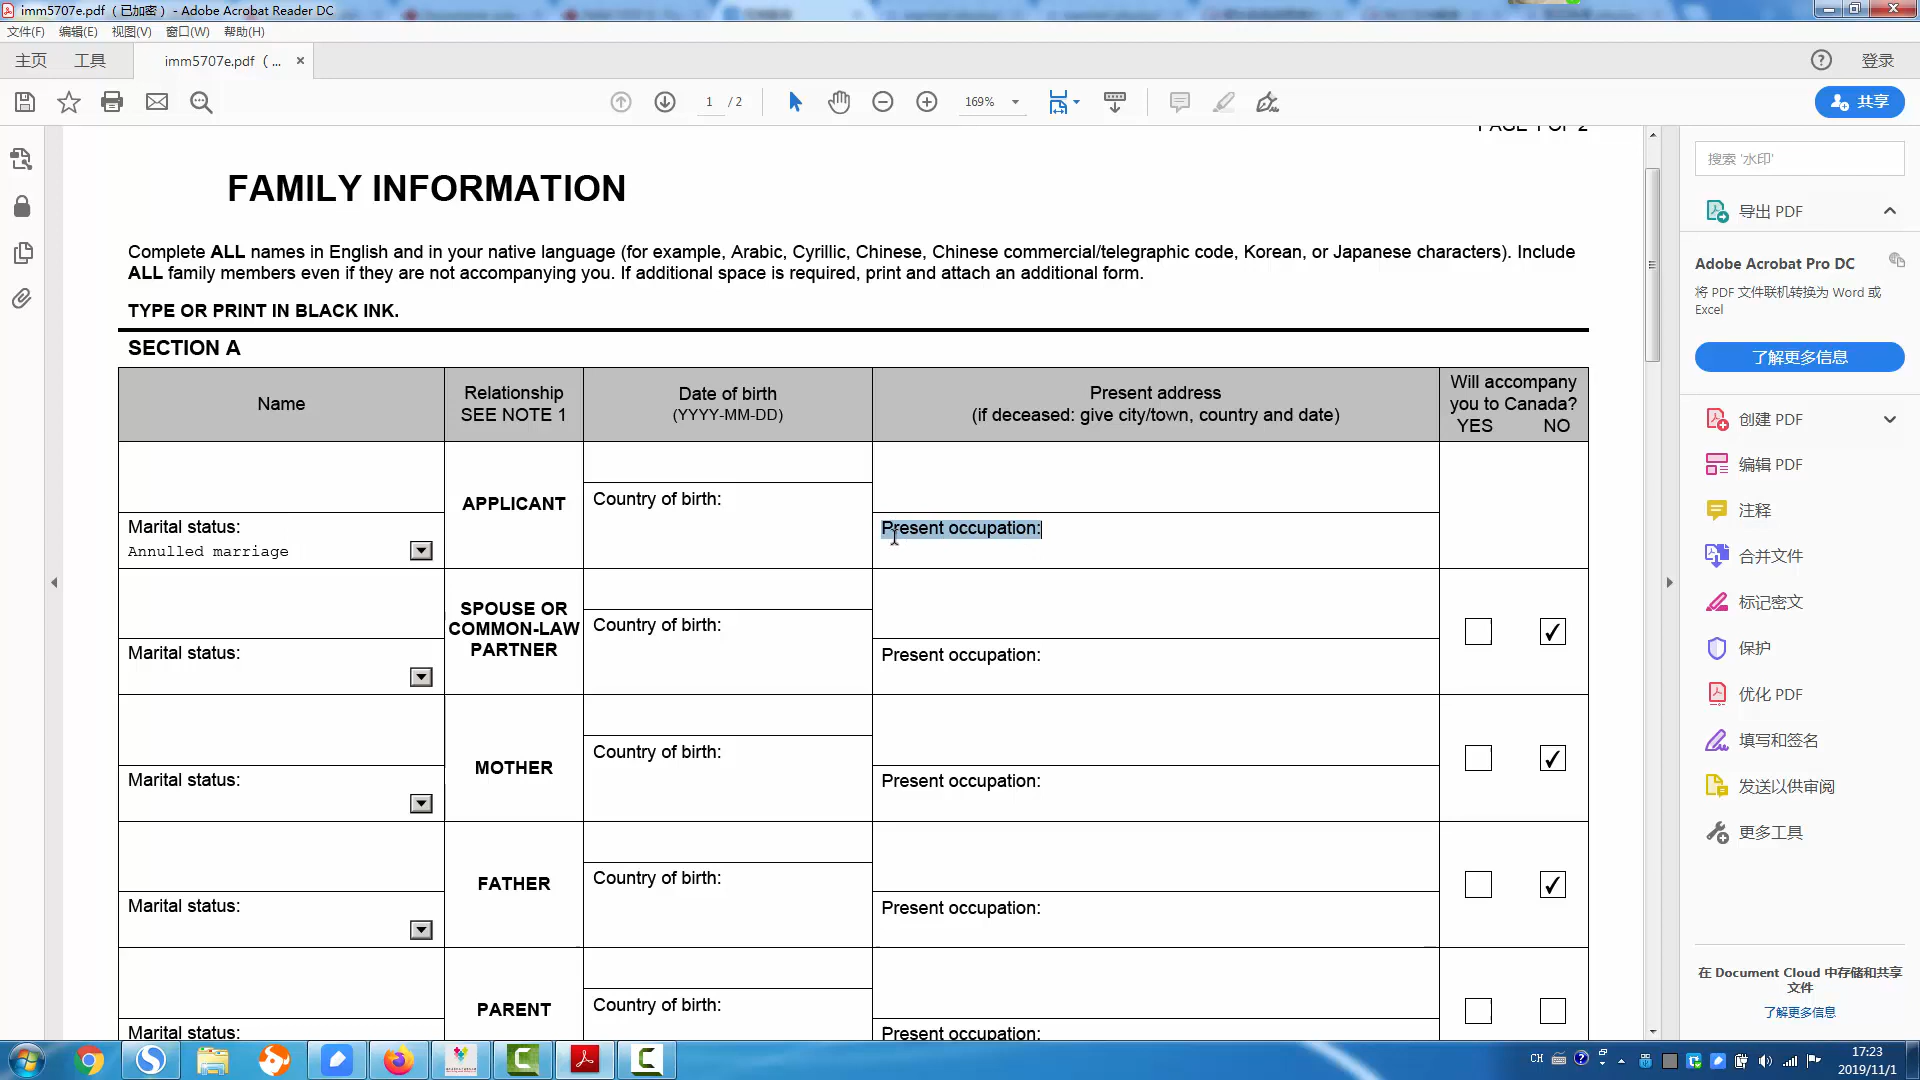 imm5707e.pdf （已加密） - Adobe Acrobat Reader DC
文件(F) 编辑(E) 视图(V) 窗口(W) 帮助(H)
主页 工具 imm5707e.pdf （ ... × 登录
1 / 2 169% 共享
PAGE 1 OF 2
FAMILY INFORMATION
Complete ALL names in English and in your native language (for example, Arabic, Cyrillic, Chinese, Chinese commercial/telegraphic code, Korean, or Japanese characters). Include
ALL family members even if they are not accompanying you. If additional space is required, print and attach an additional form.
TYPE OR PRINT IN BLACK INK.
SECTION A
Name
Relationship
SEE NOTE 1
Date of birth
(YYYY-MM-DD)
Present address
(if deceased: give city/town, country and date)
Will accompany
you to Canada?
YES NO
APPLICANT
Country of birth:
Marital status:
Annulled marriage
Present occupation:
SPOUSE OR
COMMON-LAW
PARTNER
Country of birth:
Marital status:
Present occupation:
MOTHER
Country of birth:
Marital status:
Present occupation:
FATHER
Country of birth:
Marital status:
Present occupation:
PARENT
Country of birth:
Marital status:
Present occupation:
搜索 '水印'
导出 PDF
Adobe Acrobat Pro DC
将 PDF 文件联机转换为 Word 或
Excel
了解更多信息
创建 PDF
编辑 PDF
注释
合并文件
标记密文
保护
优化 PDF
填写和签名
发送以供审阅
更多工具
在 Document Cloud 中存储和共享
文件
了解更多信息
CH
17:23
2019/11/1